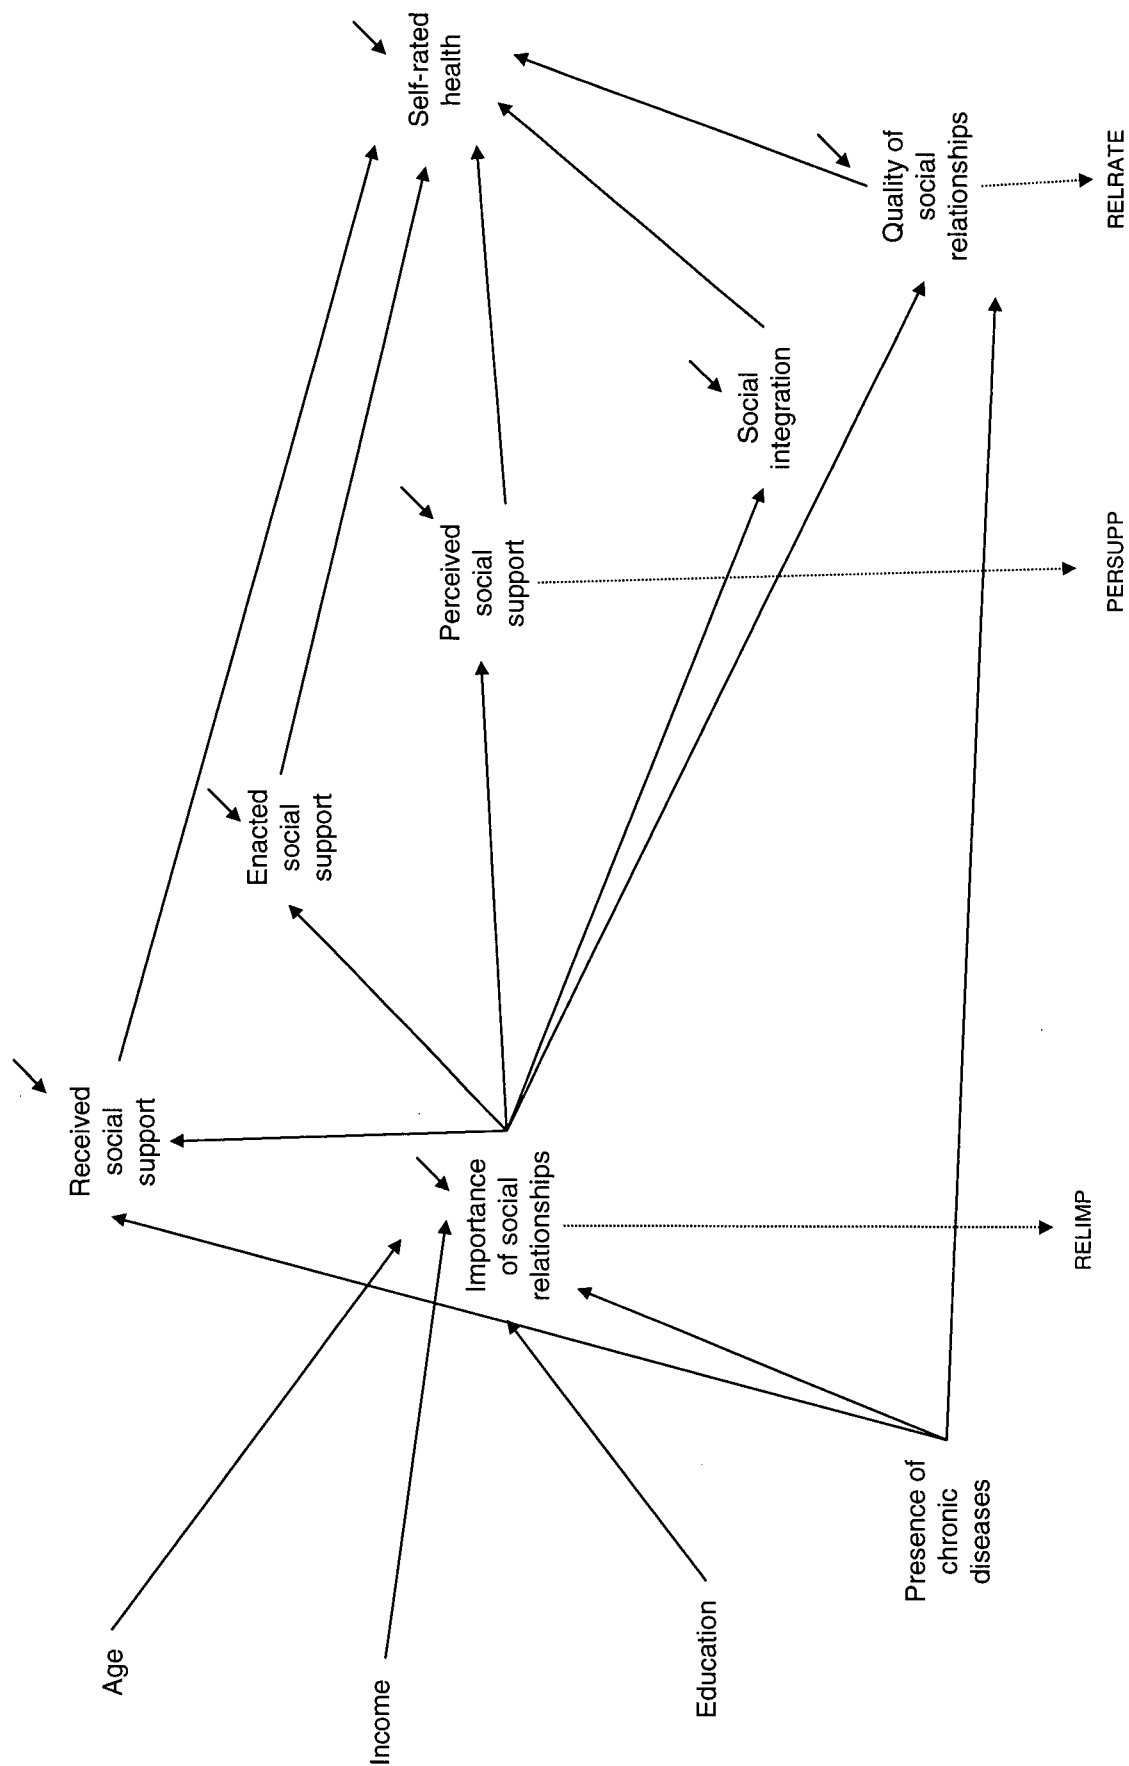 Age
Income
Education
Presence of
chronic
diseases
Received
social
support
Importance
of social
relationships
RELIMP
Enacted
social
support
Perceived
social
support
PERSUPP
Social
integration
Quality of
social
relationships
RELRATE
Self-rated
health